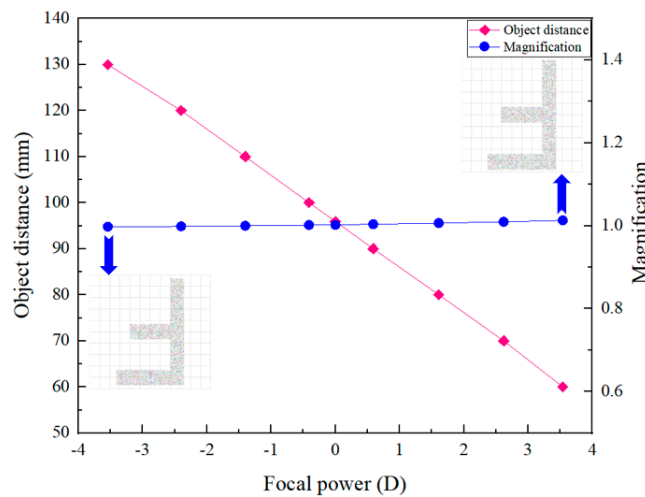 Object distance
Magnification
140
130
120
110
100
90
80
70
60
50
Object distance (mm)
1.4
1.2
1.0
0.8
0.6
Magnification
-4 -3 -2 -1 0 1 2 3 4
Focal power (D)